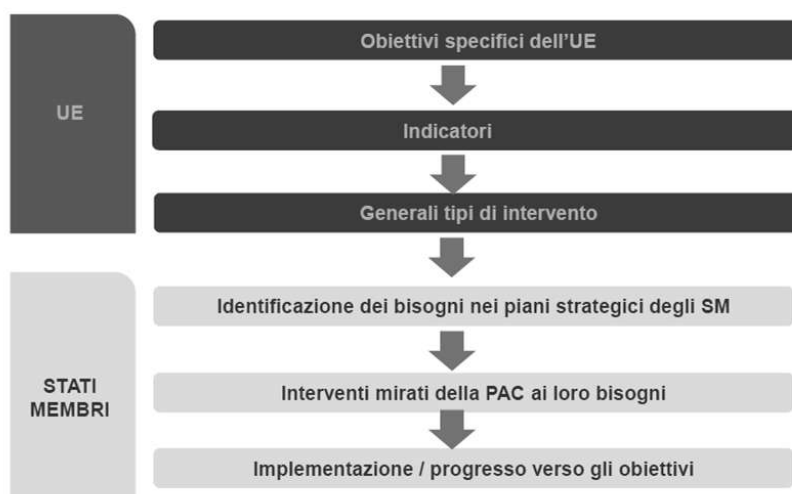 UE
Obiettivi specifici dell'UE
Indicatori
Generali tipi di intervento
STATI
MEMBRI
Identificazione dei bisogni nei piani strategici degli SM
Interventi mirati della PAC ai loro bisogni
Implementazione / progresso verso gli obiettivi